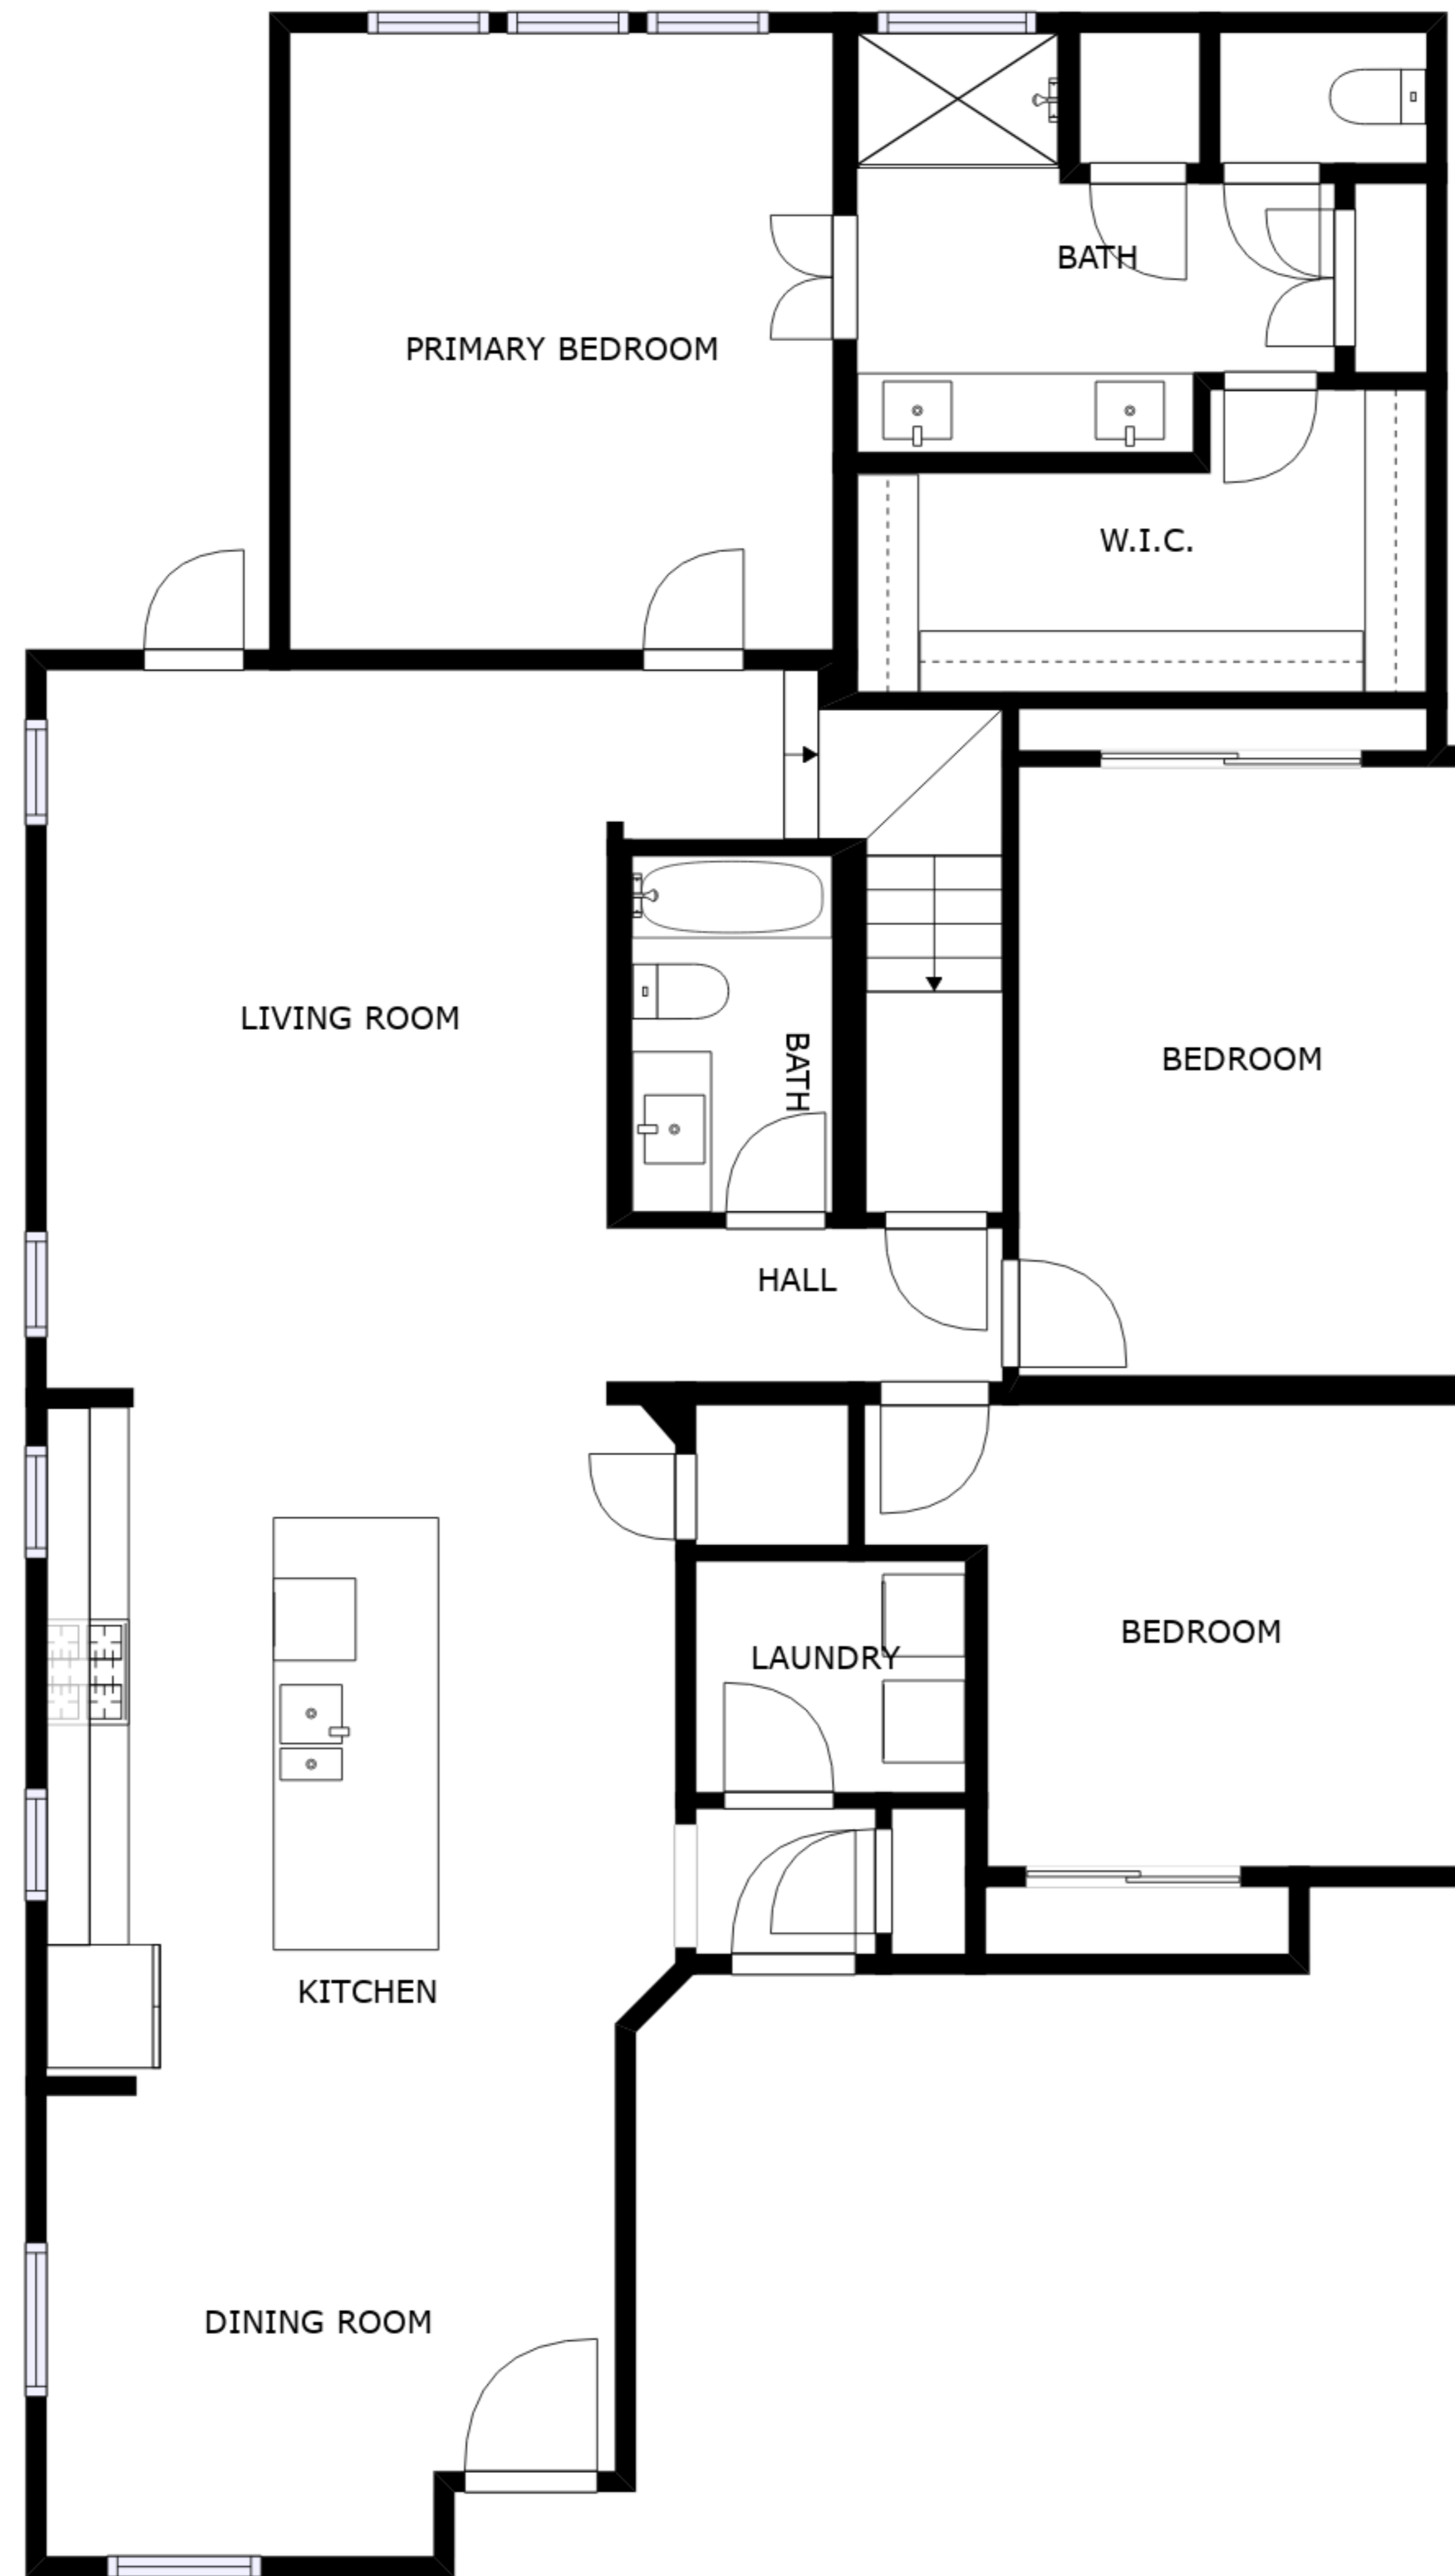 BATH
PRIMARY BEDROOM
W.I.C.
LIVING ROOM
BATH
BEDROOM
HALL
BEDROOM
LAUNDRY
KITCHEN
DINING ROOM